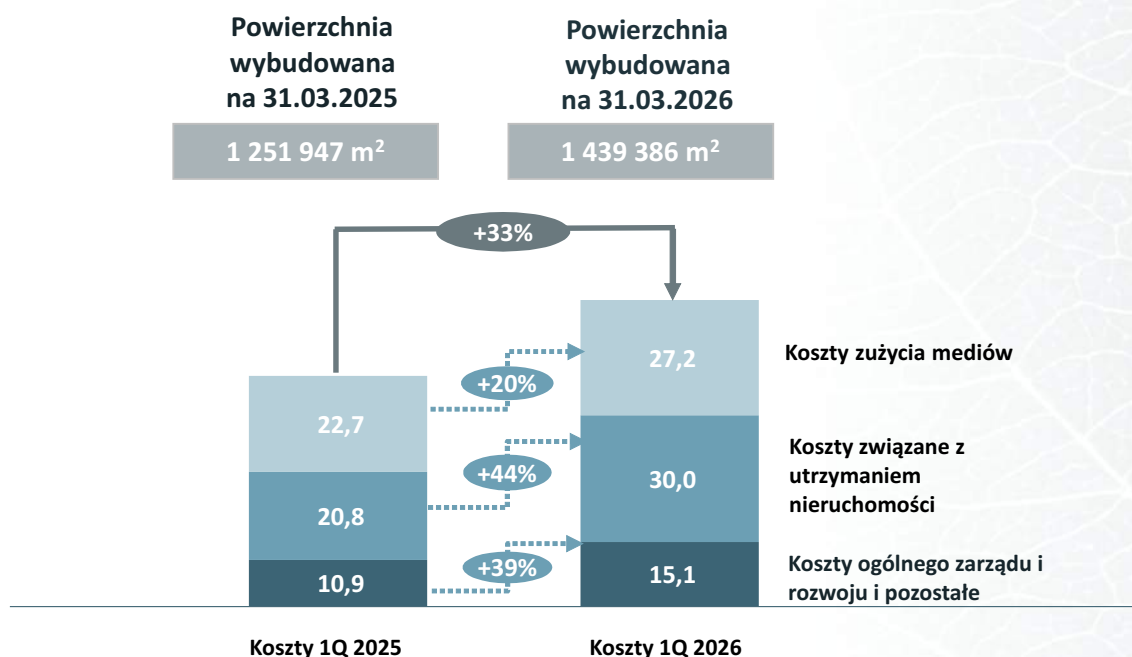 Powierzchnia
wybudowana
na 31.03.2025
Powierzchnia
wybudowana
na 31.03.2026
1 251 947 m²
1 439 386 m²
+33%
27,2
Koszty zużycia mediów
+20%
22,7
Koszty związane z
utrzymaniem
nieruchomości
+44%
30,0
20,8
+39%
Koszty ogólnego zarządu i
rozwoju i pozostałe
10,9
15,1
Koszty 1Q 2025
Koszty 1Q 2026